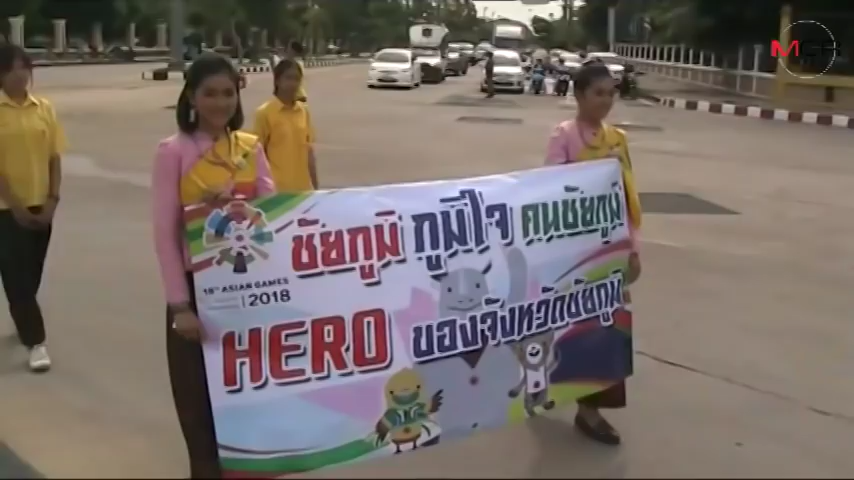 MGR
ชัยภูมิ ภูมิใจ คนชัยภูมิ
18th ASIAN GAMES
2018
HERO ของจังหวัดชัยภูมิ